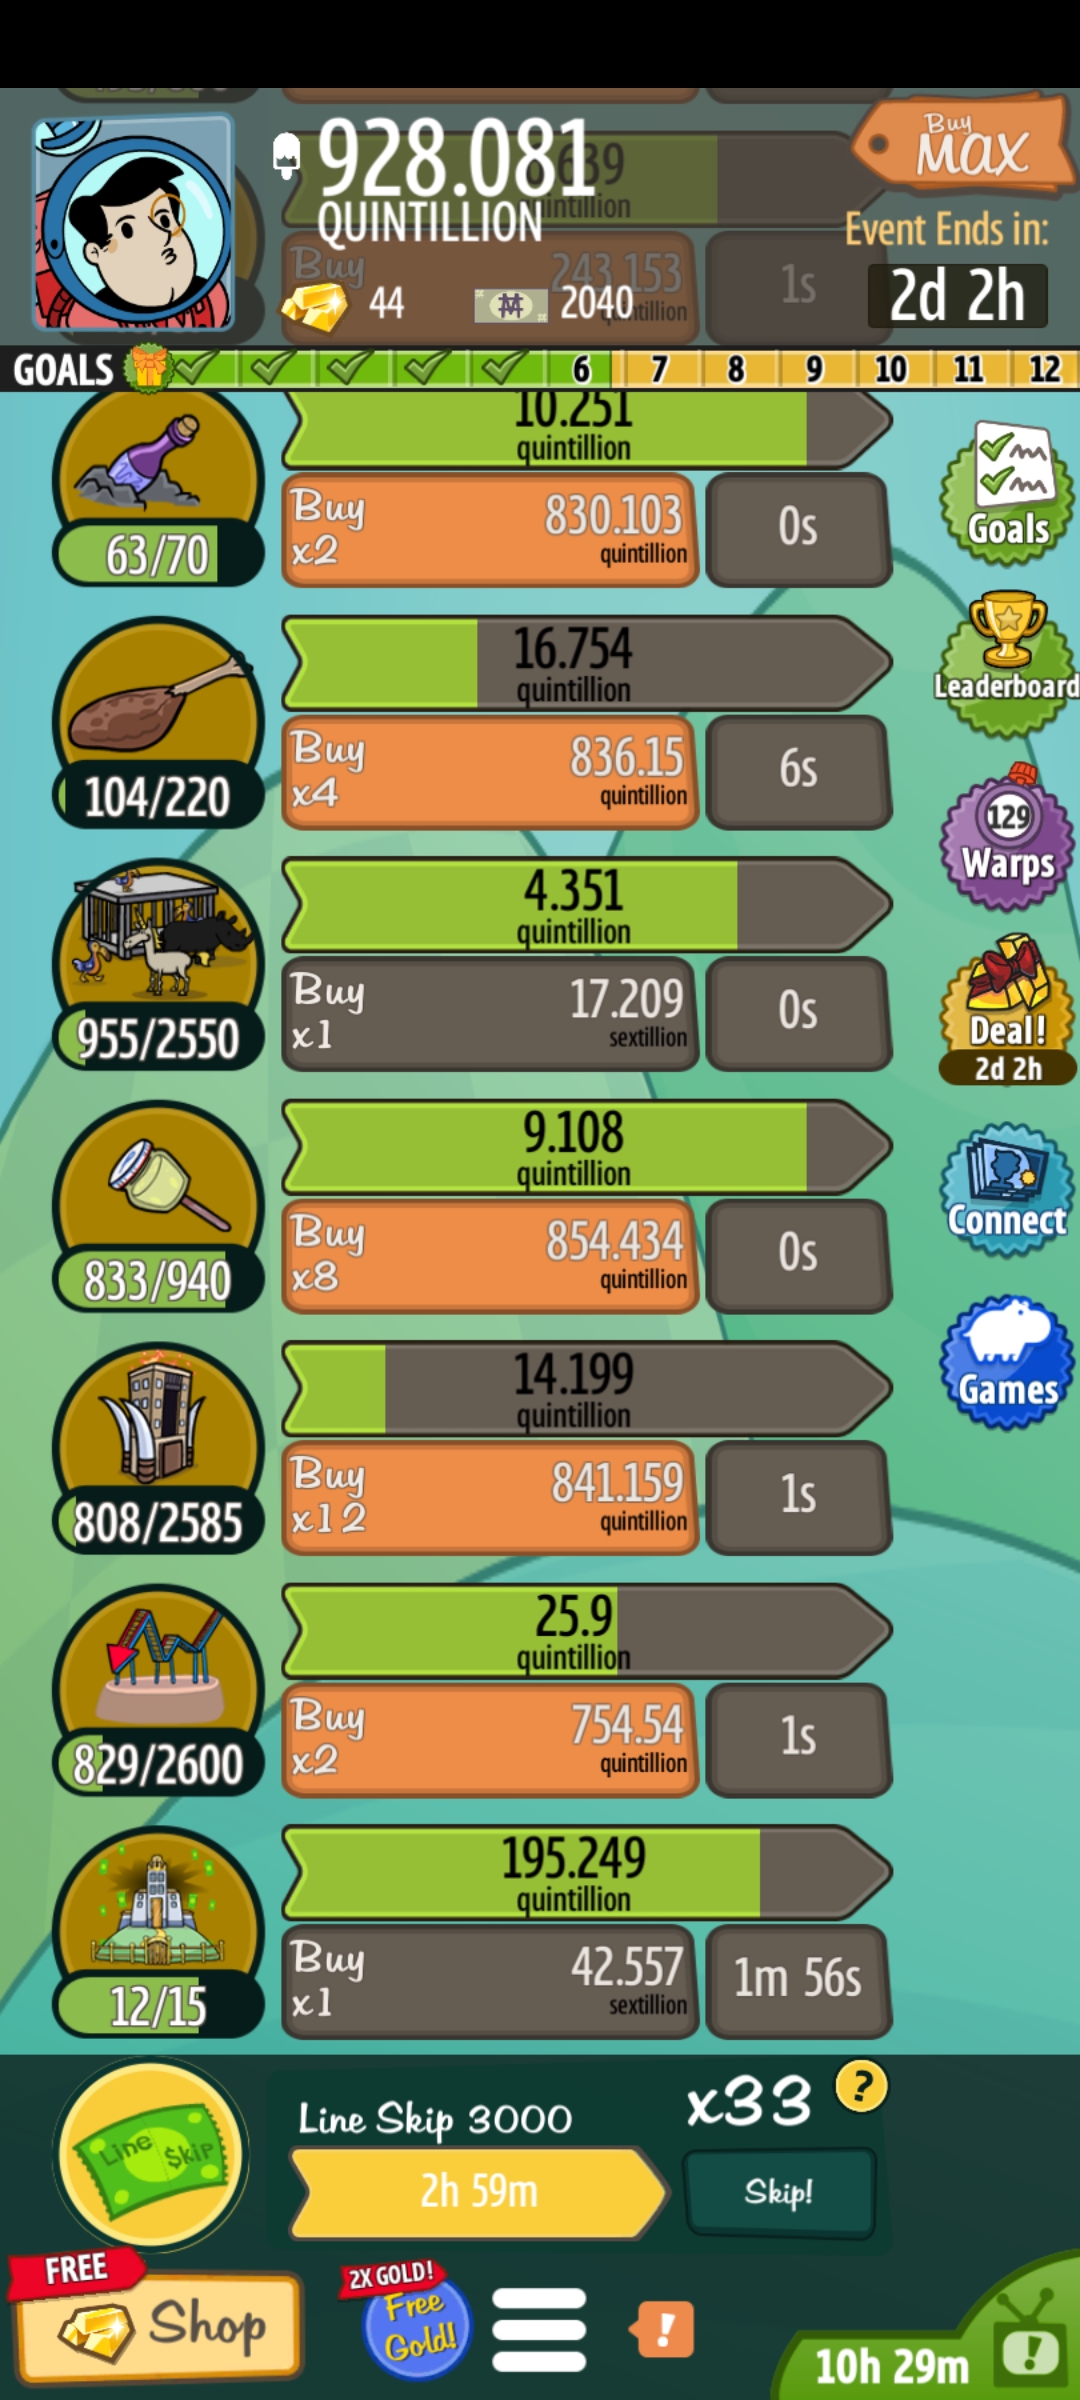 928.081
QUINTILLION
Buy
MAX
Event Ends in:
2d 2h
44
2040
Buy
243.153
1s
GOALS 6 7 8 9 10 11 12
10.251
quintillion
63/70
Buy
x2
830.103
quintillion
0s
Goals
16.754
quintillion
104/220
Buy
x4
836.15
quintillion
6s
Leaderboard
129
Warps
4.351
quintillion
955/2550
Buy
x1
17.209
sextillion
0s
Deal!
2d 2h
9.108
quintillion
833/940
Buy
x8
854.434
quintillion
0s
Connect
14.199
quintillion
808/2585
Buy
x12
841.159
quintillion
1s
Games
25.9
quintillion
829/2600
Buy
x2
754.54
quintillion
1s
195.249
quintillion
12/15
Buy
x1
42.557
sextillion
1m 56s
Line $kip
Line Skip 3000
x33
?
2h 59m
Skip!
FREE
Shop
2X GOLD!
Free
Gold!
!
10h 29m
!